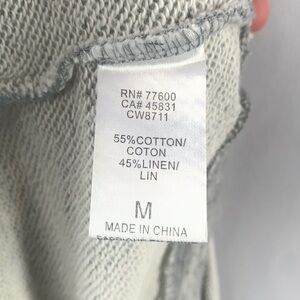 RN# 77600
CA# 45831
CW8711
55%COTTON/
COTON
45%LINEN/
LIN
M
MADE IN CHINA